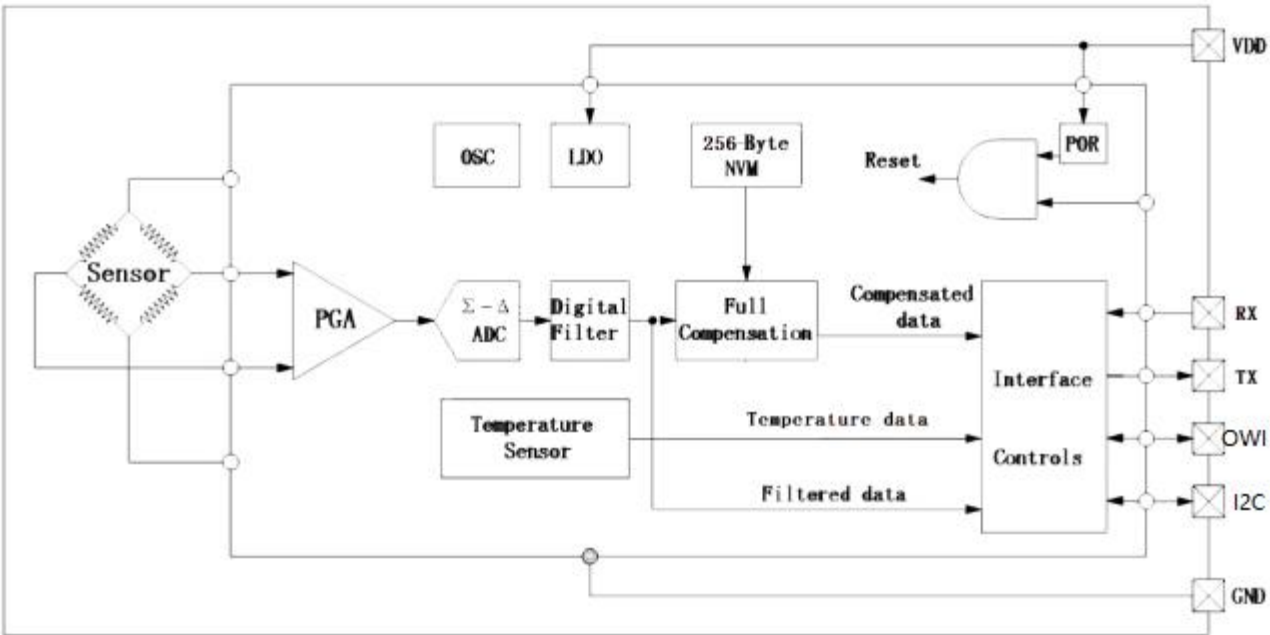 VDD
OSC
LDO
256-Byte
NVM
Reset
POR
Sensor
PGA
Σ-Δ
ADC
Digital
Filter
Full
Compensation
Compensated
data
RX
TX
Interface
Controls
Temperature
Sensor
Temperature data
OWI
Filtered data
I2C
GND